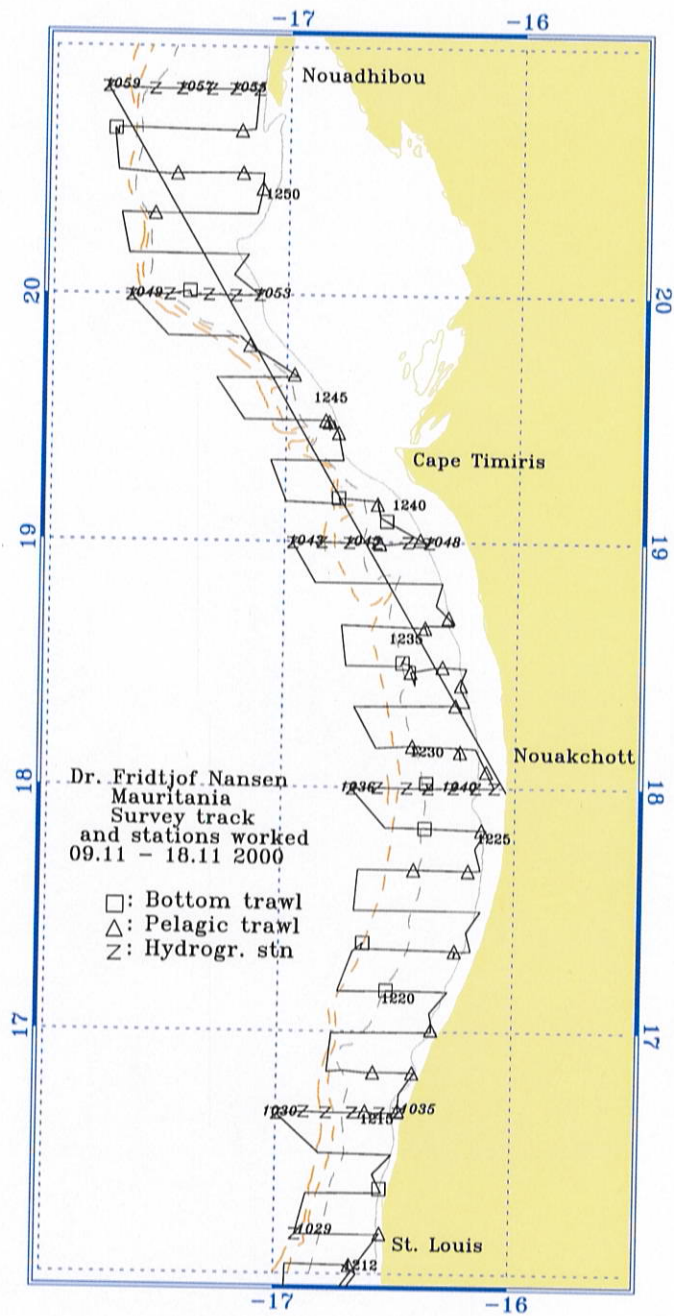 -17 -16
1059 1057 1055 Nouadhibou
1250
20 1049 1053 20
1245
Cape Timiris
1240
19 1043 1048 19
1235
1230 Nouakchott
1036 1040 18
18
Dr. Fridtjof Nansen
Mauritania
Survey track
and stations worked
09.11 – 18.11 2000
1225
□: Bottom trawl
△: Pelagic trawl
Z: Hydrogr. stn
1220
17 17
1030 1215 1035
1029 St. Louis
1212
-17 -16